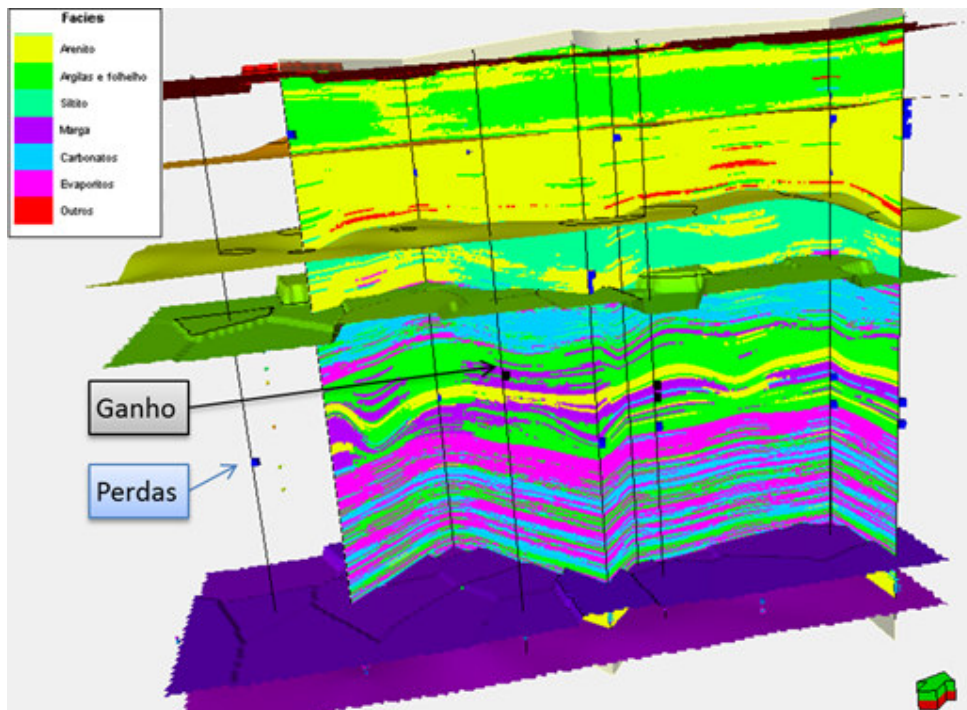 Facies
Arenito
Argilas e folhelho
Siltito
Marga
Carbonatos
Evaporitos
Outros
Ganho
Perdas